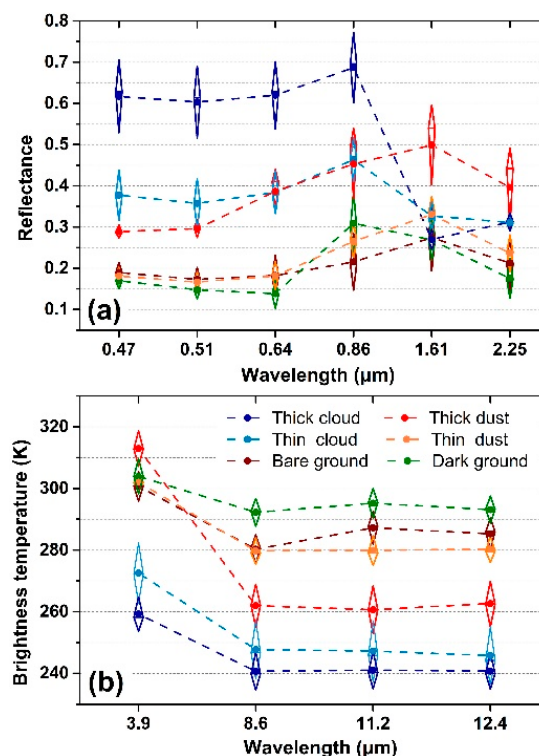 0.7
0.6
0.5
0.4
0.3
0.2
0.1
Reflectance
(a)
0.47 0.51 0.64 0.86 1.61 2.25
Wavelength (µm)
320
300
280
260
240
Brightness temperature (K)
Thick cloud Thick dust
Thin cloud Thin dust
Bare ground Dark ground
(b)
3.9 8.6 11.2 12.4
Wavelength (µm)